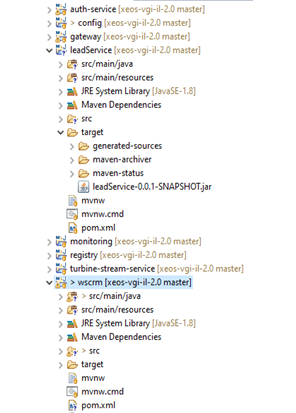 auth-service [xeos-vgi-il-2.0 master]
> config [xeos-vgi-il-2.0 master]
gateway [xeos-vgi-il-2.0 master]
leadService [xeos-vgi-il-2.0 master]
src/main/java
src/main/resources
JRE System Library [JavaSE-1.8]
Maven Dependencies
src
target
generated-sources
maven-archiver
maven-status
leadService-0.0.1-SNAPSHOT.jar
mvnw
mvnw.cmd
pom.xml
monitoring [xeos-vgi-il-2.0 master]
registry [xeos-vgi-il-2.0 master]
turbine-stream-service [xeos-vgi-il-2.0 master]
> wscrm [xeos-vgi-il-2.0 master]
> src/main/java
src/main/resources
JRE System Library [JavaSE-1.8]
Maven Dependencies
> src
target
mvnw
mvnw.cmd
pom.xml